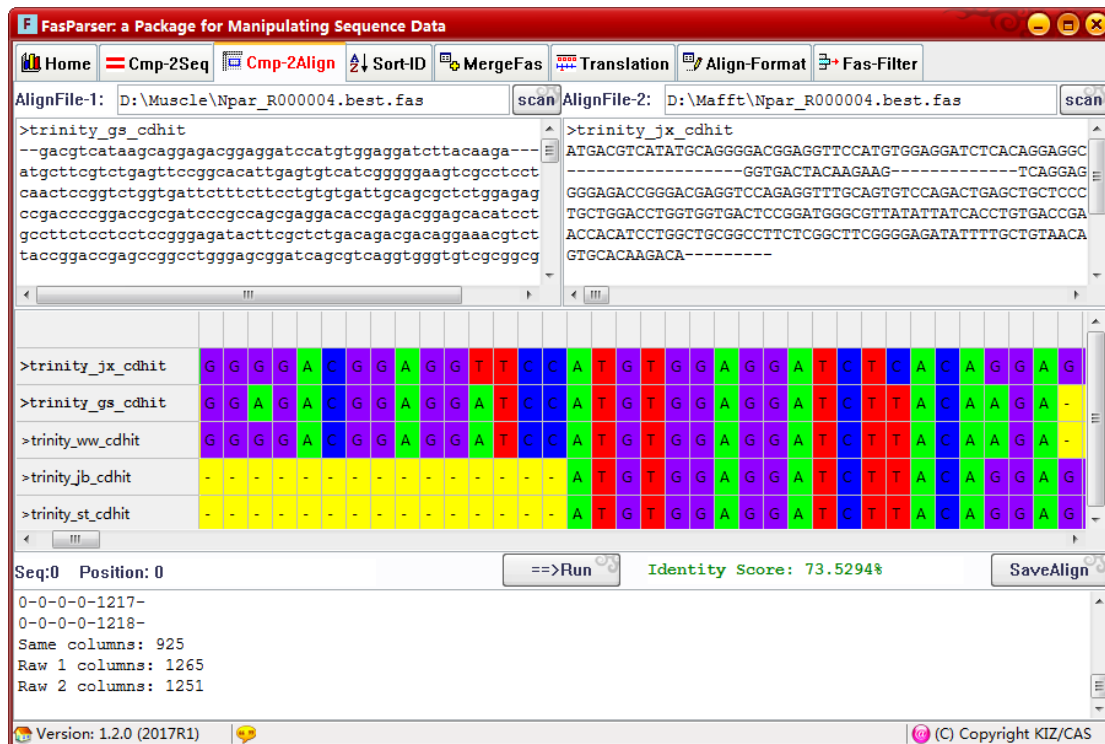 FasParser: a Package for Manipulating Sequence Data
Home Cmp-2Seq Cmp-2Align Sort-ID MergeFas Translation Align-Format Fas-Filter
AlignFile-1: D:\Muscle\Npar_R000004.best.fas scan AlignFile-2: D:\Mafft\Npar_R000004.best.fas scan
>trinity_gs_cdhit
--gacgtcataagcaggagacggaggatccatgtggaggatcttacaaga---
atgcttcgtctgagttccggcacattgagtgtcatcgggggaagtcgcctcct
caactccggtctggtgattctttcttcctgtgtgattgagcgctctggagag
ccgaccccggaccgcgatcccgccagcgaggacaccgagacggagcacatcct
gccttctcctcctccgggagatacttcgctctgacagacgacaggaaacgtct
taccggaccgagccggcctgggagcggatcagcgtcaggtgggtgtcgcggcg
>trinity_jx_cdhit
ATGACGTCATATGCAGGGGACGGAGGTTCCATGTGGAGGATCTCACAGGAGGC
------------------GGTGACTACAAGAAG-------------TCAGGAG
GGGAGACCGGGACGAGGTCCAGAGGTTTGCAGTGTCCAGACTGAGCTGCTCCC
TGCTGGACCTGGTGGTGACTCCGGATGGGCGTTATATTATCACCTGTGACCGA
ACCACATCCTGGCTGCGGCCTTCTCGGCTTCGGGGAGATATTTTGCTGTAACA
GTGCACAAGACA---------
>trinity_jx_cdhit G G G G A C G G A G G T T C C A T G T G G A G G A T C T C A C A G G A G
>trinity_gs_cdhit G G A G A C G G A G G A T C C A T G T G G A G G A T C T T A C A A G A -
>trinity_ww_cdhit G G G G A C G G A G G A T C C A T G T G G A G G A T C T T A C A A G A -
>trinity_jb_cdhit - - - - - - - - - - - - - - - A T G T G G A G G A T C T T A C A G G A G
>trinity_st_cdhit - - - - - - - - - - - - - - - A T G T G G A G G A T C T T A C A G G A G
Seq:0 Position: 0 ==>Run Identity Score: 73.5294% SaveAlign
0-0-0-0-1217-
0-0-0-0-1218-
Same columns: 925
Raw 1 columns: 1265
Raw 2 columns: 1251
Version: 1.2.0 (2017R1) (C) Copyright KIZ/CAS